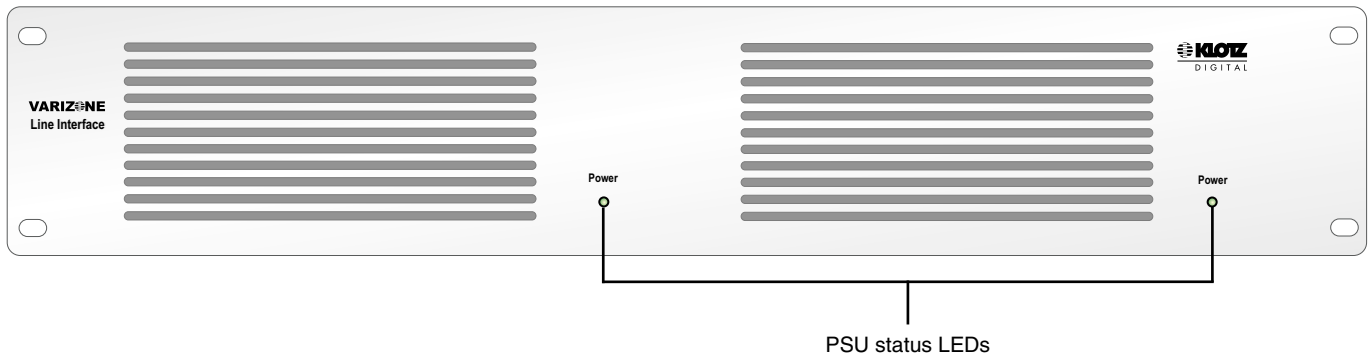 KLOTZ
DIGITAL
VARIZONE
Line Interface
Power
Power
PSU status LEDs